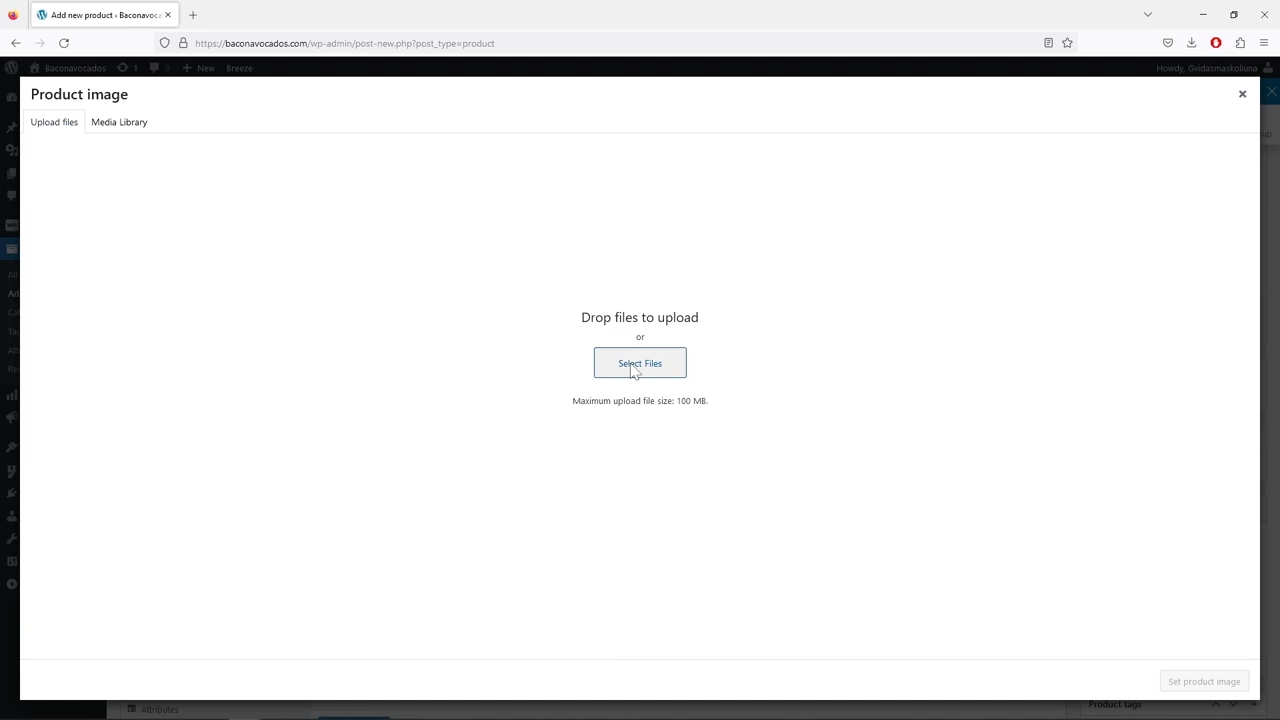 Add new product ‹ Baconavoca
https://baconavocados.com/wp-admin/post-new.php?post_type=product
Baconavocados 1 0 New Breeze Howdy, Gvidasmaskoliuna
Product image
Upload files Media Library
Drop files to upload
or
Select Files
Maximum upload file size: 100 MB.
Set product image
Attributes
Product tags